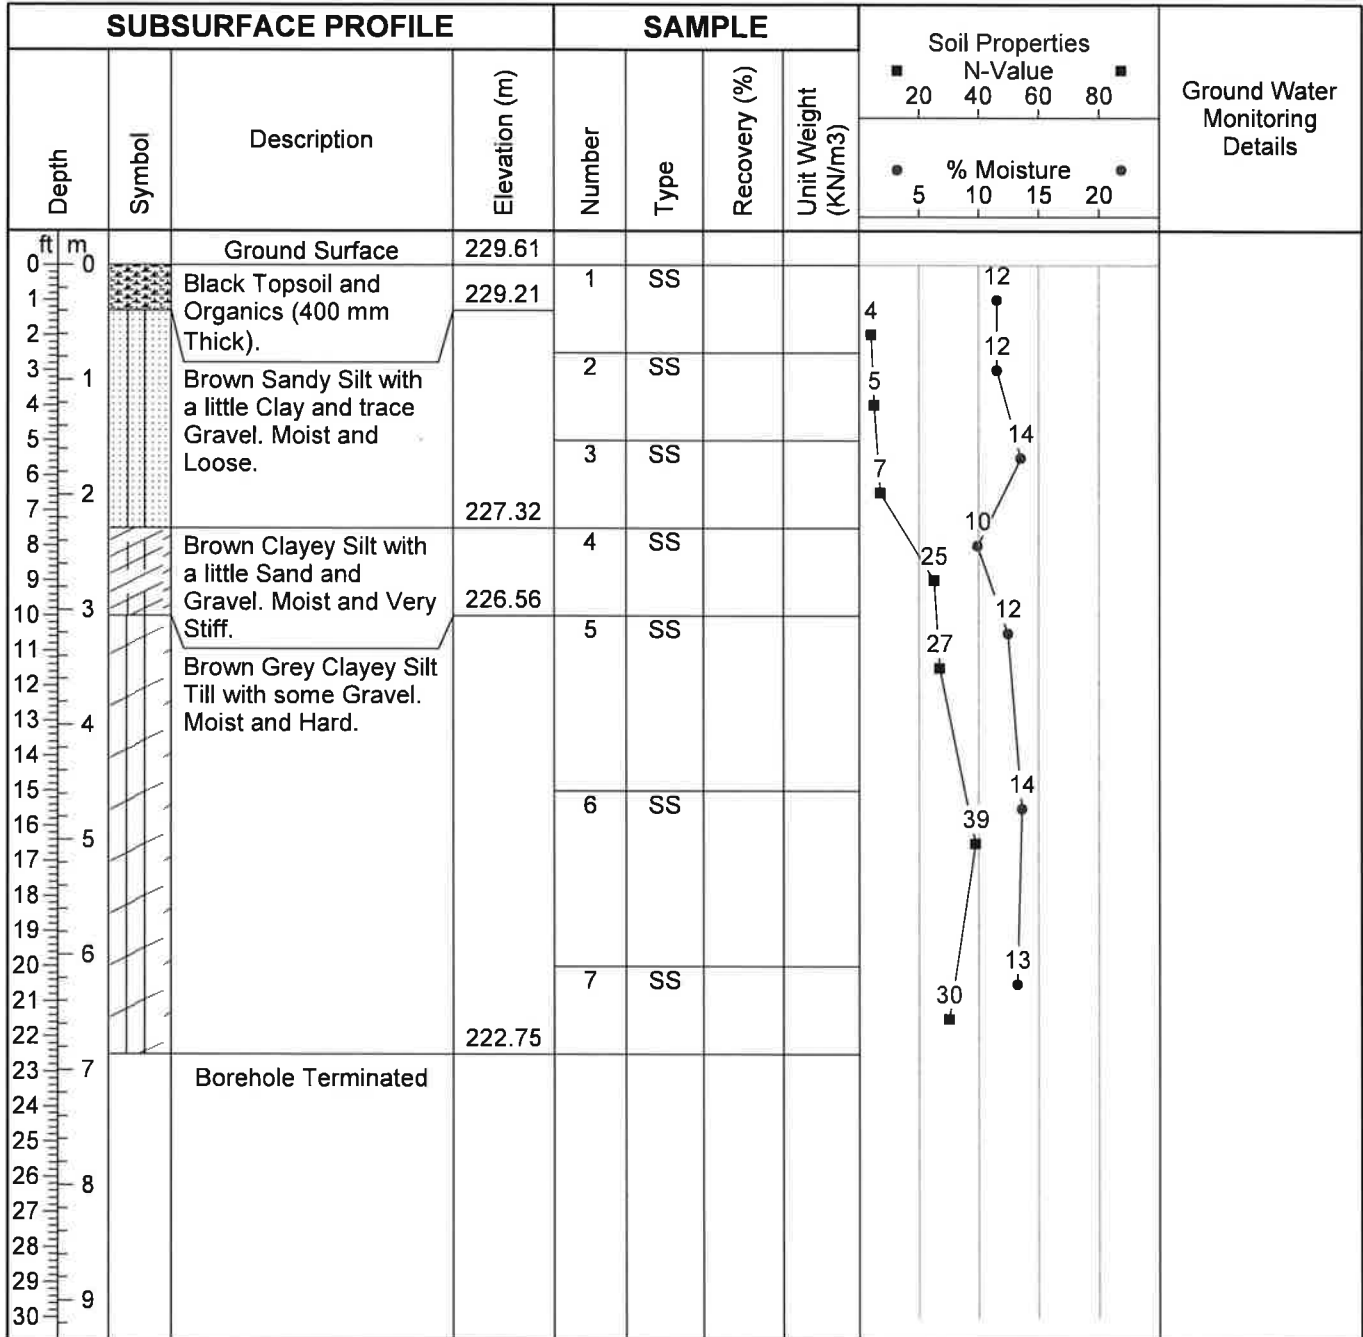 SUBSURFACE PROFILE
SAMPLE
Soil Properties
N-Value
20 40 60 80
% Moisture
5 10 15 20
Ground Water
Monitoring
Details
Depth
Symbol
Description
Elevation (m)
Number
Type
Recovery (%)
Unit Weight
(KN/m3)
ft m
Ground Surface 229.61
0 0
1
2
3
1
4
5
6
2
7
8
9
3
10
11
12
13
4
14
15
16
5
17
18
19
6
20
21
22
23 7
24
25
26
8
27
28
29
9
30
Black Topsoil and
Organics (400 mm
Thick).
229.21
Brown Sandy Silt with
a little Clay and trace
Gravel. Moist and
Loose.
227.32
Brown Clayey Silt with
a little Sand and
Gravel. Moist and Very
Stiff.
226.56
Brown Grey Clayey Silt
Till with some Gravel.
Moist and Hard.
222.75
Borehole Terminated
1 SS
2 SS
3 SS
4 SS
5 SS
6 SS
7 SS
12
4
12
5
14
7
10
25
12
27
14
39
13
30